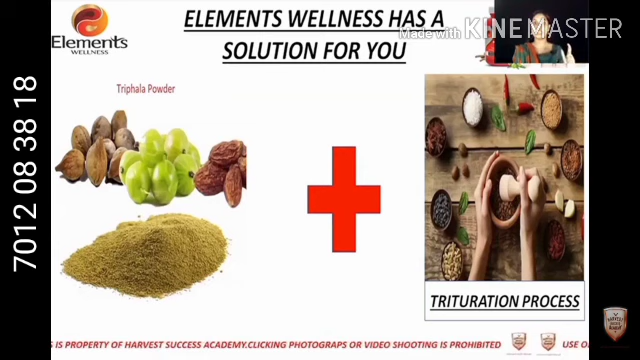 Elements
WELLNESS
ELEMENTS WELLNESS HAS A
SOLUTION FOR YOU
Made with KINEMASTER
Triphala Powder
7012 08 38 18
TRITURATION PROCESS
S IS PROPERTY OF HARVEST SUCCESS ACADEMY.CLICKING PHOTOGRAPS OR VIDEO SHOOTING IS PROHIBITED
USE O